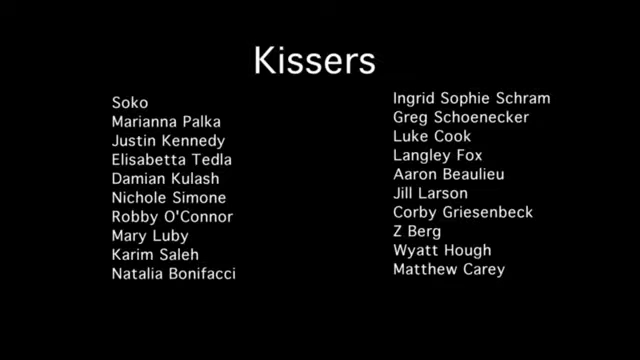 Kissers
Soko
Marianna Palka
Justin Kennedy
Elisabetta Tedla
Damian Kulash
Nichole Simone
Robby O'Connor
Mary Luby
Karim Saleh
Natalia Bonifacci
Ingrid Sophie Schram
Greg Schoenecker
Luke Cook
Langley Fox
Aaron Beaulieu
Jill Larson
Corby Griesenbeck
Z Berg
Wyatt Hough
Matthew Carey